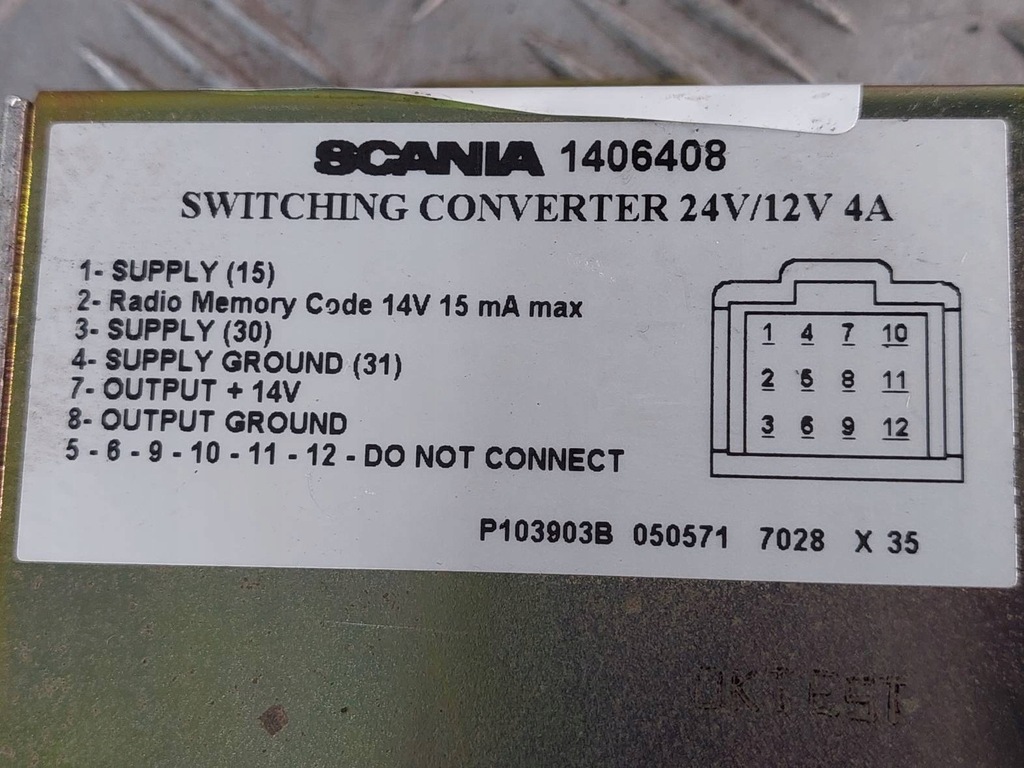 SCANIA 1406408
SWITCHING CONVERTER 24V/12V 4A
1- SUPPLY (15)
2- Radio Memory Code 14V 15 mA max
3- SUPPLY (30)
4- SUPPLY GROUND (31)
7- OUTPUT + 14V
8- OUTPUT GROUND
5 - 6 - 9 - 10 - 11 - 12 - DO NOT CONNECT
1 4 7 10
2 5 8 11
3 6 9 12
P103903B 050571 7028 X 35
OKTEST